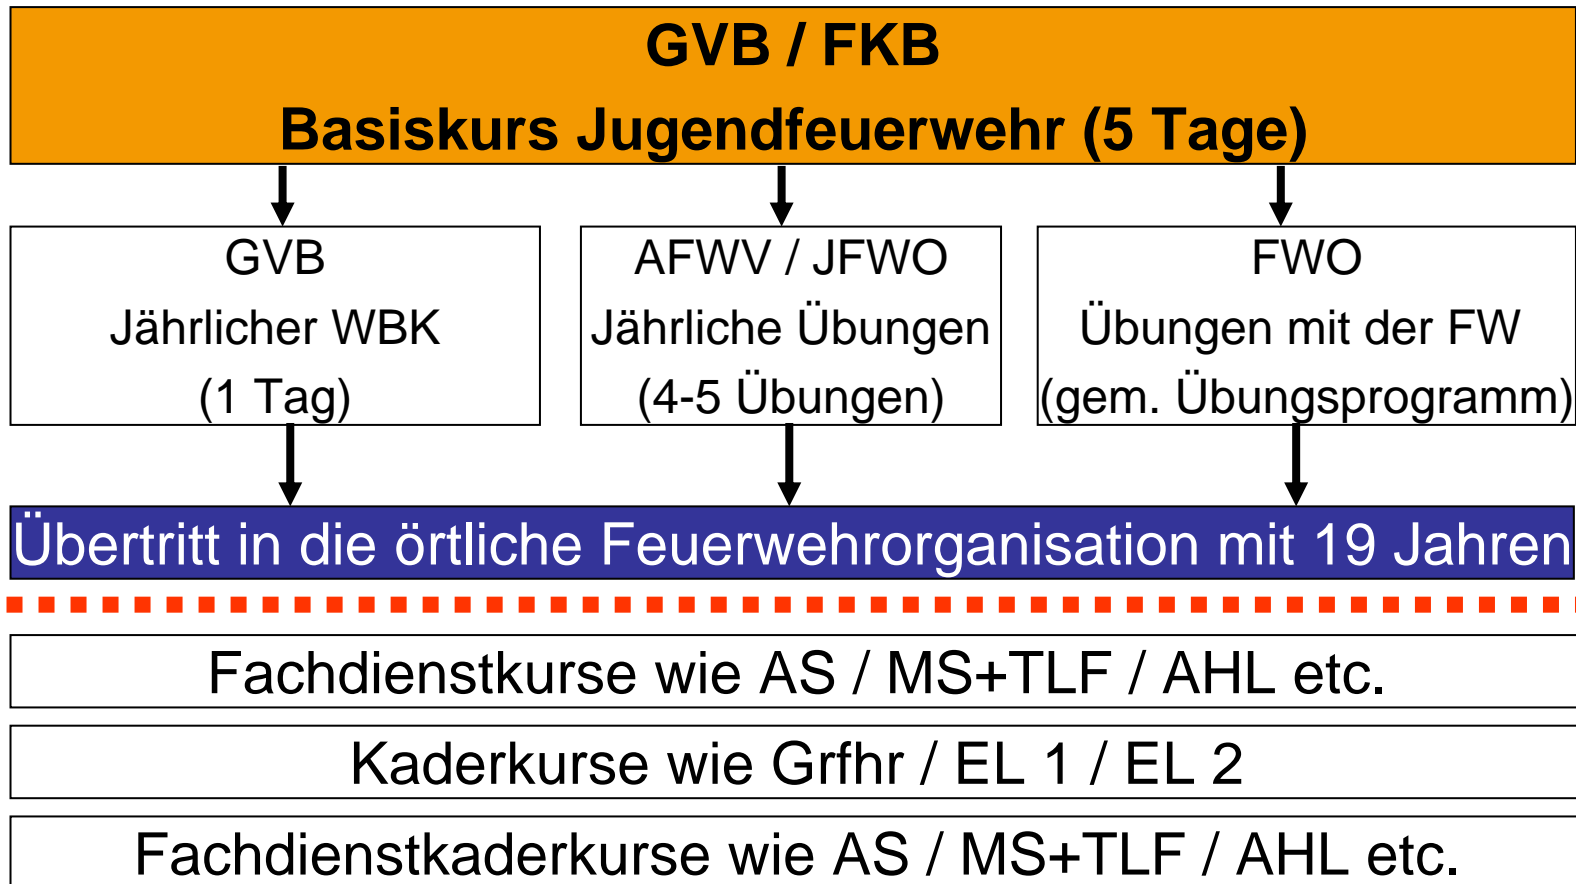 GVB / FKB
Basiskurs Jugendfeuerwehr (5 Tage)
GVB
Jährlicher WBK
(1 Tag)
AFWV / JFWO
Jährliche Übungen
(4-5 Übungen)
FWO
Übungen mit der FW
(gem. Übungsprogramm)
Übertritt in die örtliche Feuerwehrorganisation mit 19 Jahren
Fachdienstkurse wie AS / MS+TLF / AHL etc.
Kaderkurse wie Grfhr / EL 1 / EL 2
Fachdienstkaderkurse wie AS / MS+TLF / AHL etc.